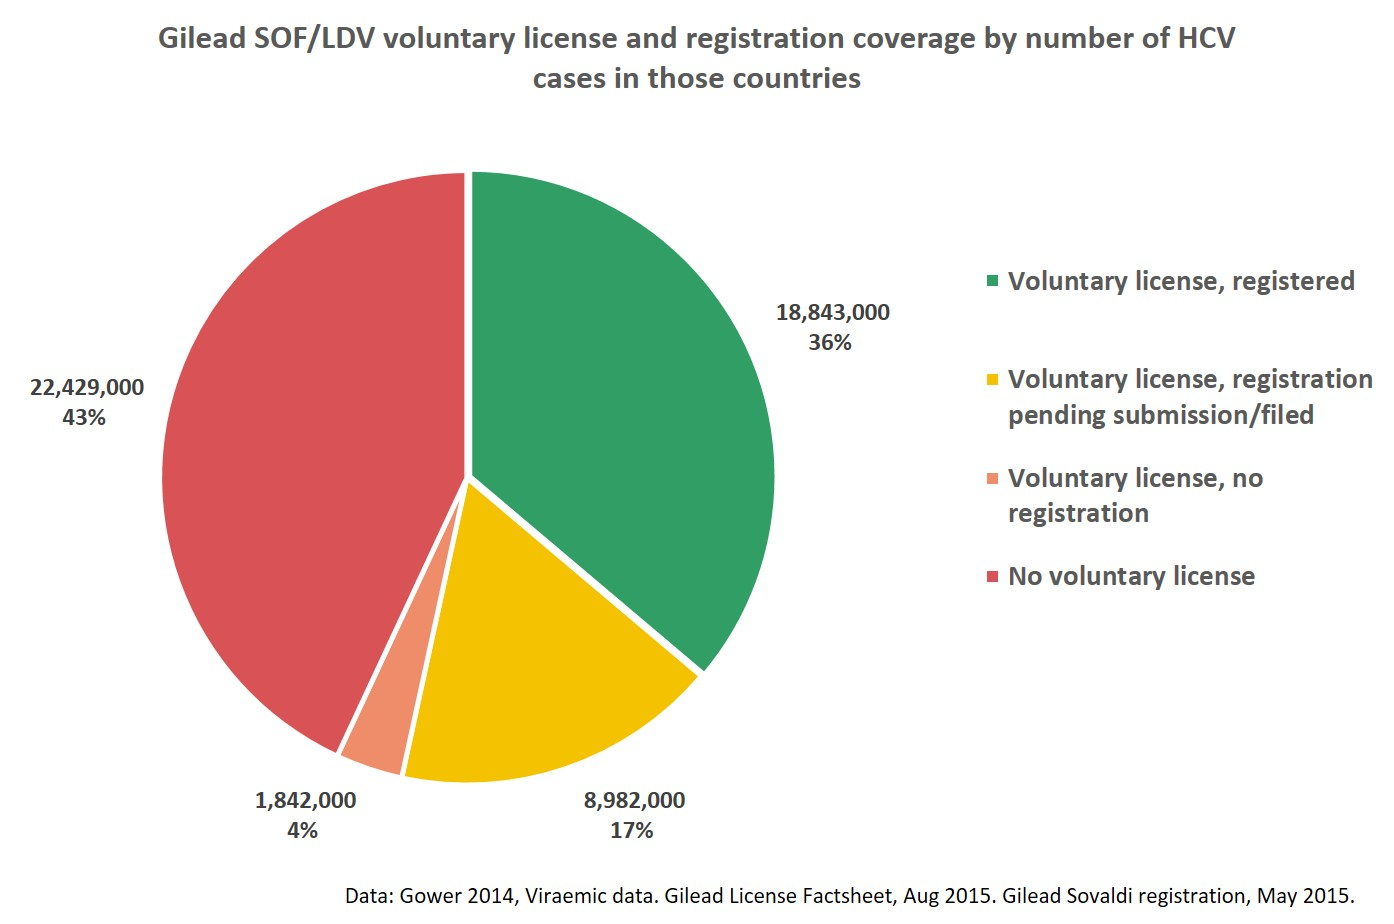 Gilead SOF/LDV voluntary license and registration coverage by number of HCV
cases in those countries
18,843,000
36%
22,429,000
43%
1,842,000
4%
8,982,000
17%
Voluntary license, registered
Voluntary license, registration
pending submission/filed
Voluntary license, no
registration
No voluntary license
Data: Gower 2014, Viraemic data. Gilead License Factsheet, Aug 2015. Gilead Sovaldi registration, May 2015.